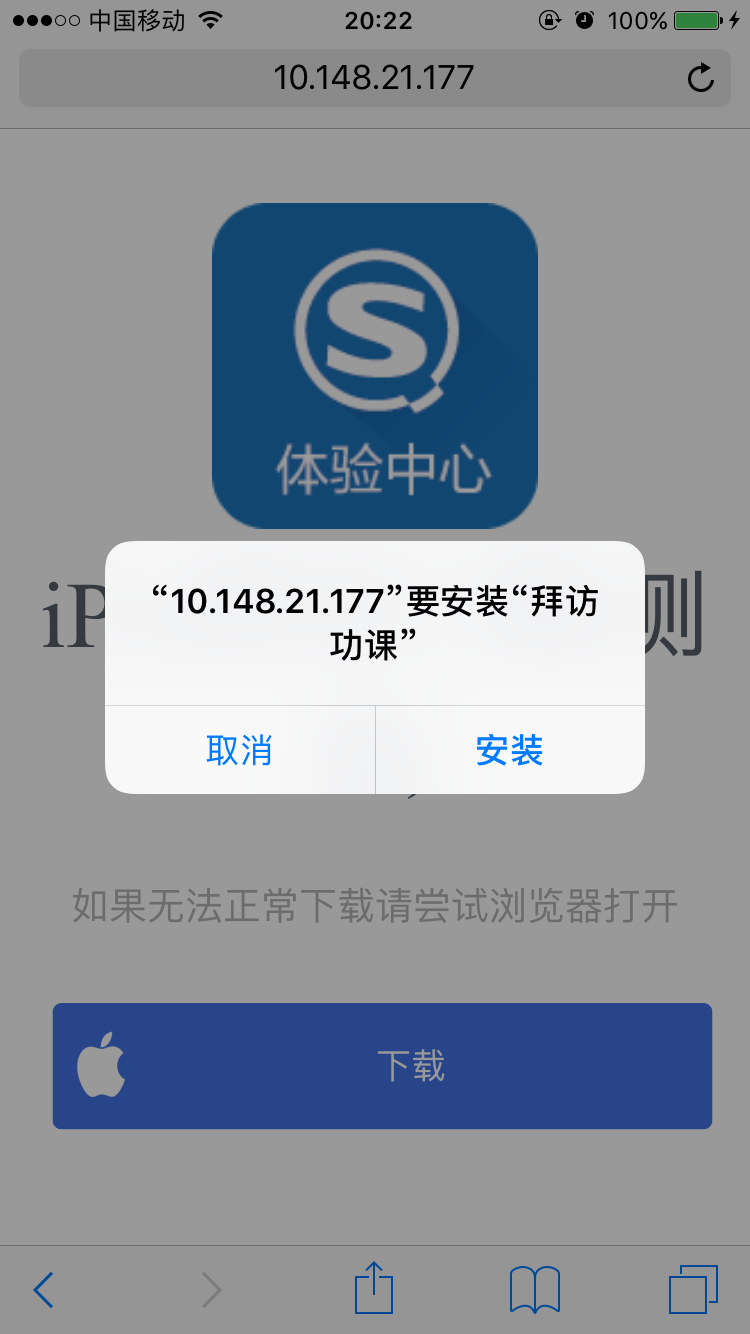 中国移动
20:22
100%
10.148.21.177
S
体验中心
iP
则
“10.148.21.177”要安装“拜访
功课”
取消
安装
如果无法正常下载请尝试浏览器打开
下载